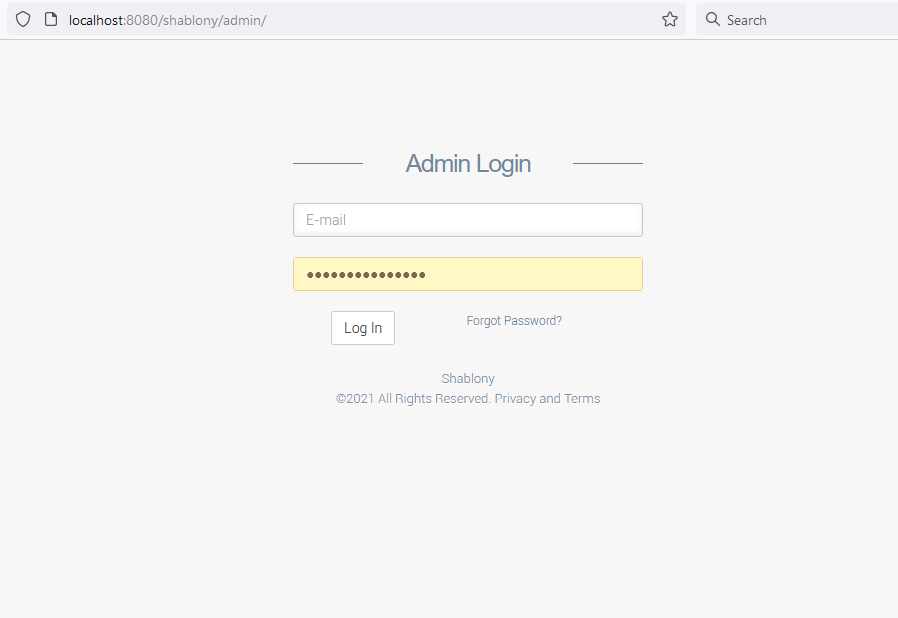 localhost:8080/shablony/admin/
Search
Admin Login
E-mail
●●●●●●●●●●●●●●●
Log In
Forgot Password?
Shablony
©2021 All Rights Reserved. Privacy and Terms